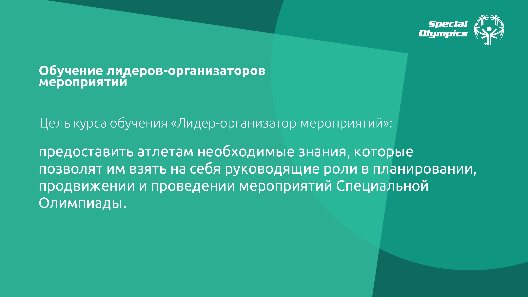 Special
Olympics
Обучение лидеров-организаторов
мероприятий
Цель курса обучения «Лидер-организатор мероприятий»:
предоставить атлетам необходимые знания, которые
позволят им взять на себя руководящие роли в планировании,
продвижении и проведении мероприятий Специальной
Олимпиады.